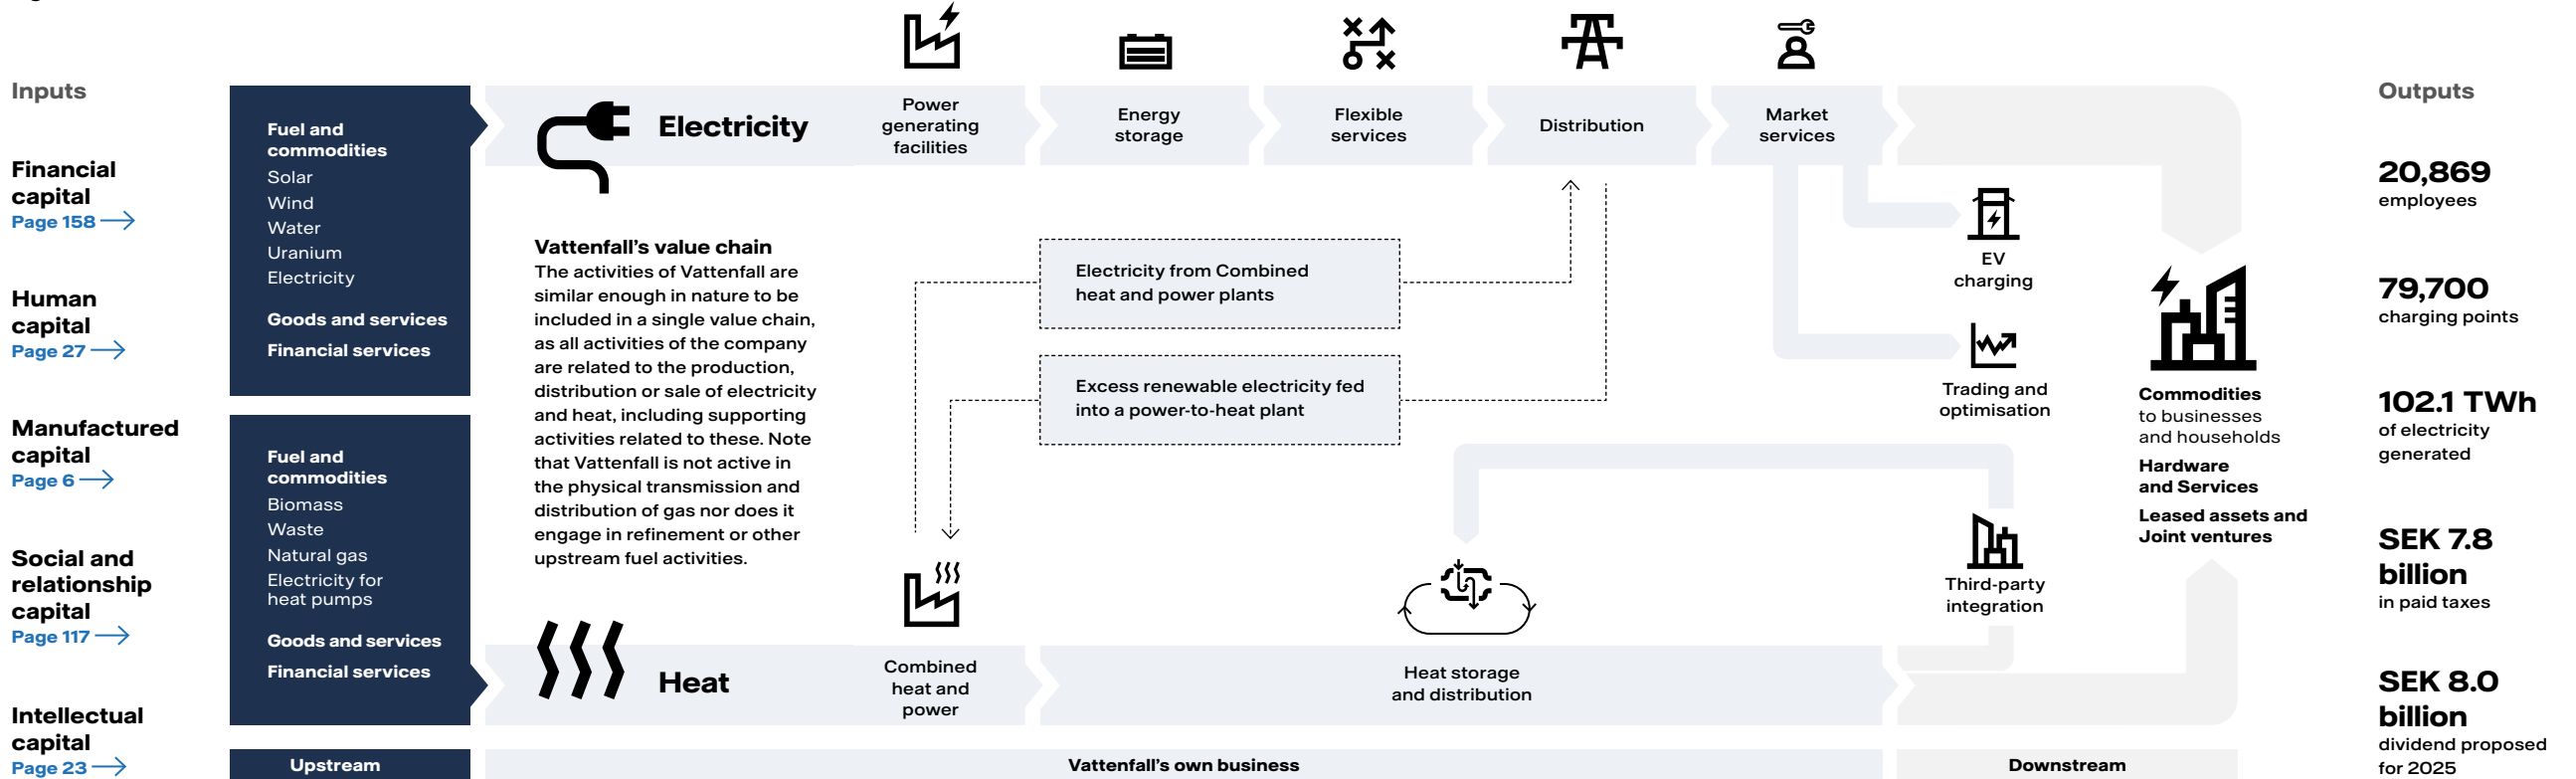 Inputs
Financial
capital
Page 158
Human
capital
Page 27
Manufactured
capital
Page 6
Social and
relationship
capital
Page 117
Intellectual
capital
Page 23
Fuel and
commodities
Solar
Wind
Water
Uranium
Electricity
Goods and services
Financial services
Fuel and
commodities
Biomass
Waste
Natural gas
Electricity for
heat pumps
Goods and services
Financial services
Upstream
Electricity
Power
generating
facilities
Energy
storage
Flexible
services
Distribution
Market
services
Vattenfall’s value chain
The activities of Vattenfall are
similar enough in nature to be
included in a single value chain,
as all activities of the company
are related to the production,
distribution or sale of electricity
and heat, including supporting
activities related to these. Note
that Vattenfall is not active in
the physical transmission and
distribution of gas nor does it
engage in refinement or other
upstream fuel activities.
Electricity from Combined
heat and power plants
Excess renewable electricity fed
into a power-to-heat plant
EV
charging
Trading and
optimisation
Third-party
integration
Heat
Combined
heat and
power
Heat storage
and distribution
Vattenfall’s own business
Commodities
to businesses
and households
Hardware
and Services
Leased assets and
Joint ventures
Downstream
Outputs
20,869
employees
79,700
charging points
102.1 TWh
of electricity
generated
SEK 7.8
billion
in paid taxes
SEK 8.0
billion
dividend proposed
for 2025